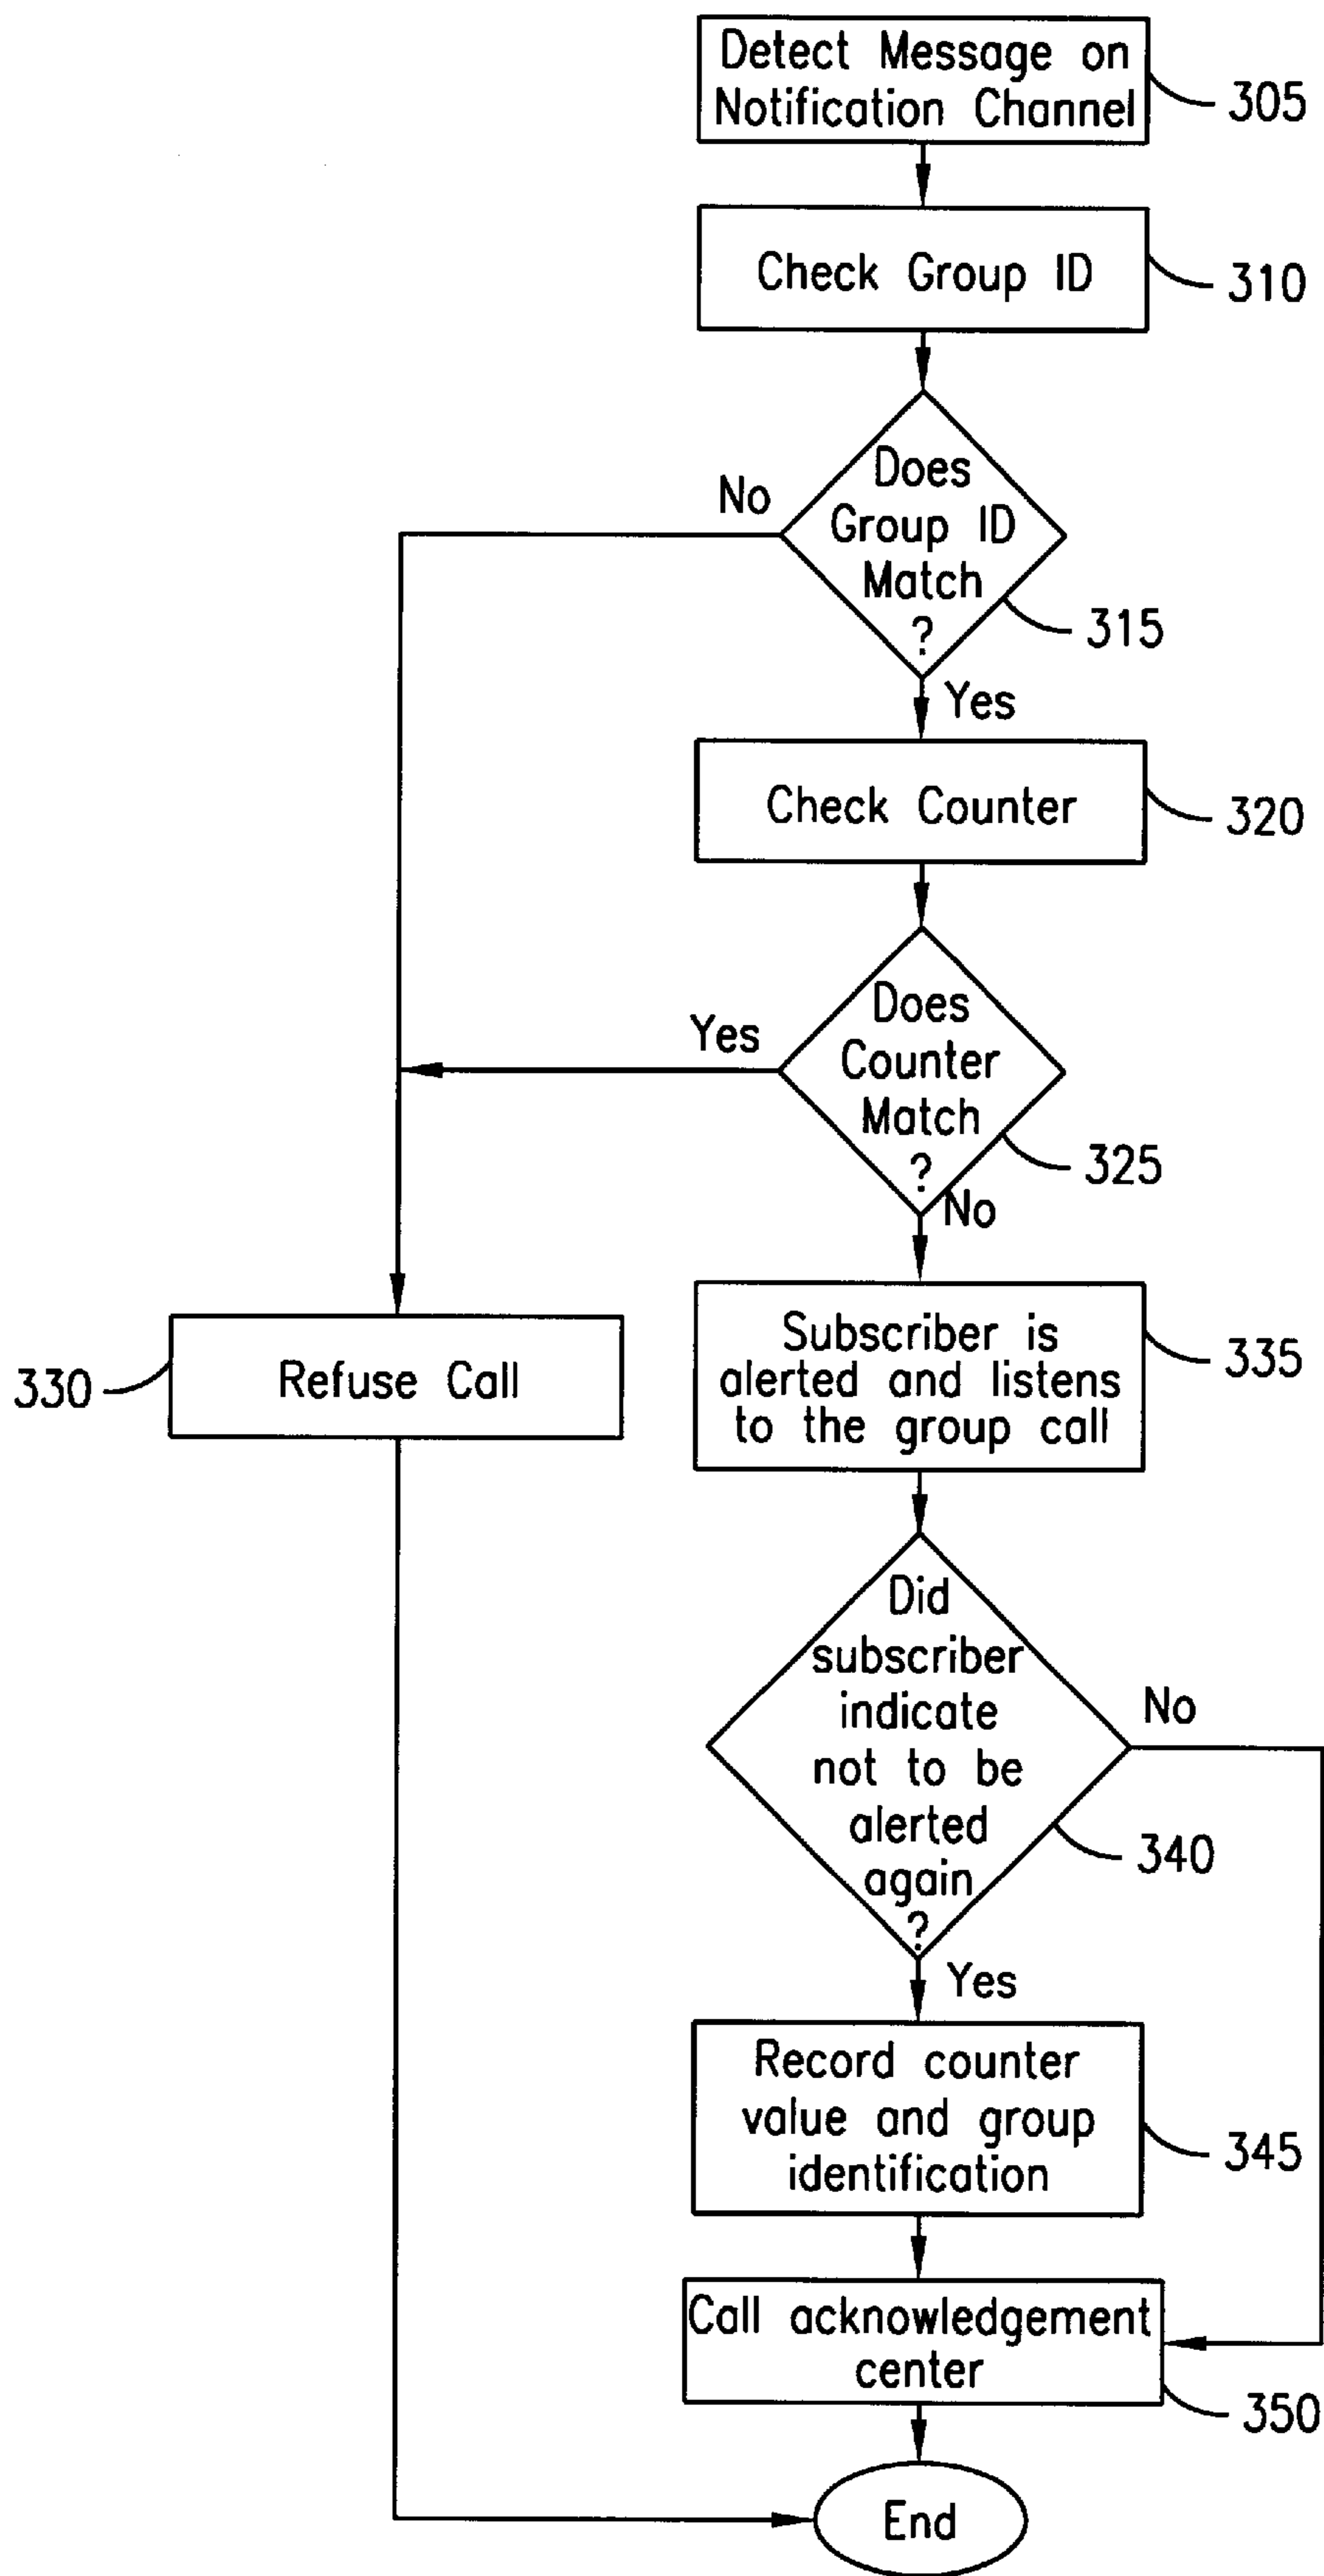 Detect Message on
Notification Channel
305
Check Group ID
310
Does
Group ID
Match
?
No
315
Yes
Check Counter
320
Does
Counter
Match
?
Yes
325
No
Subscriber is
alerted and listens
to the group call
335
330
Refuse Call
Did
subscriber
indicate
not to be
alerted
again
?
No
340
Yes
Record counter
value and group
identification
345
Call acknowledgement
center
350
End